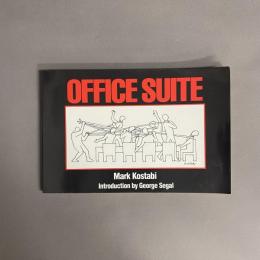 OFFICE SUITE
Mark Kostabi
Introduction by George Segal